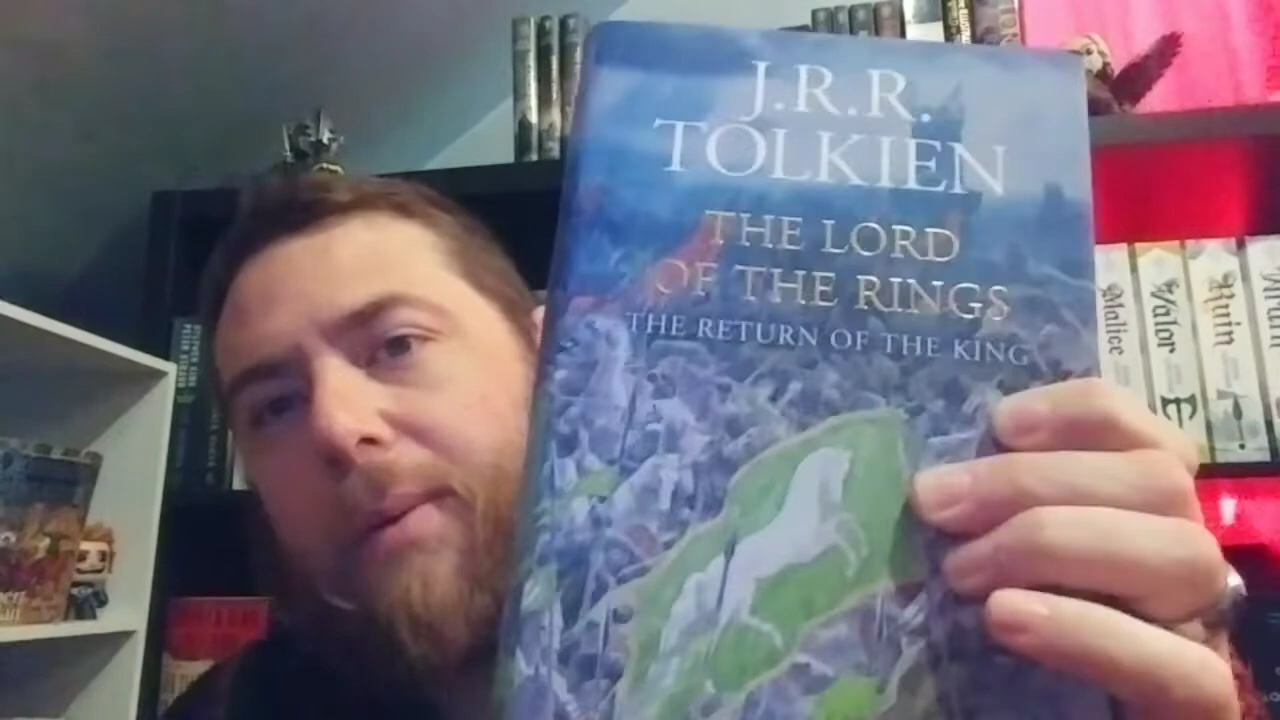 J.R.R.
TOLKIEN
THE LORD
OF THE RINGS
THE RETURN OF THE KING
Malice
Valor
Ruin